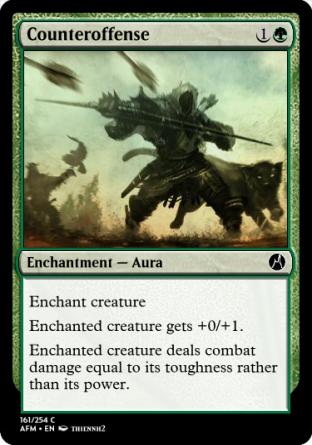 Counteroffense 1
Enchantment — Aura
Enchant creature
Enchanted creature gets +0/+1.
Enchanted creature deals combat
damage equal to its toughness rather
than its power.
161/254 C
AFM • EN THIENNH2